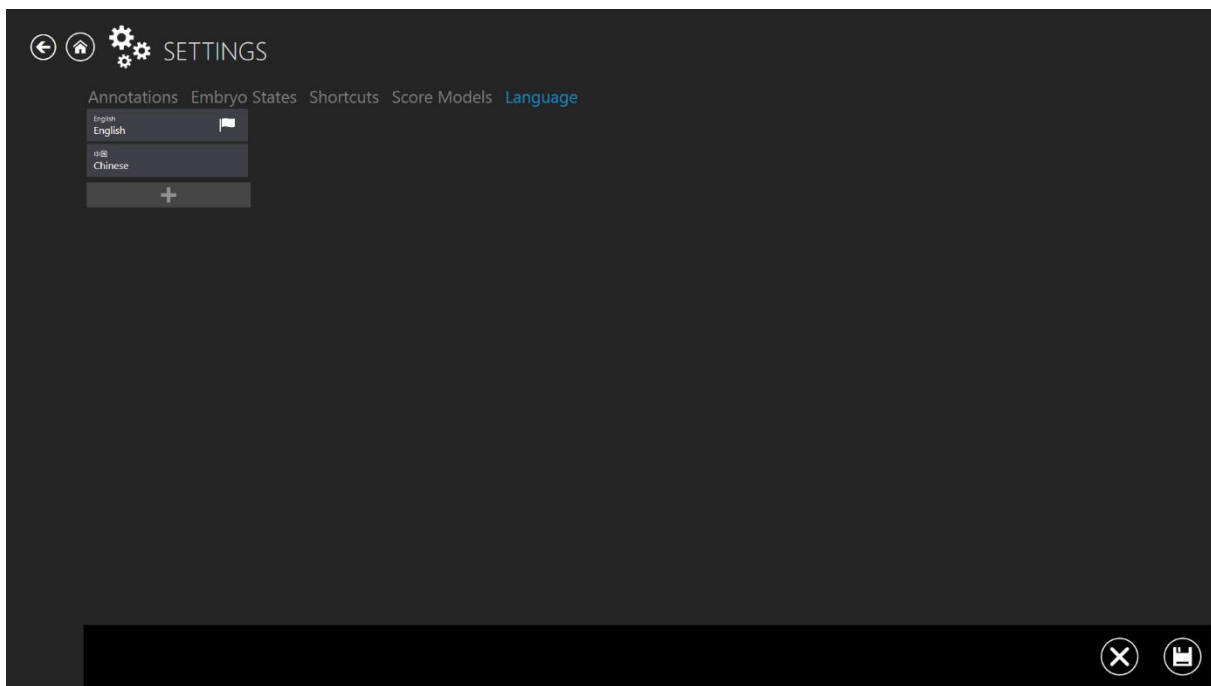 SETTINGS
Annotations Embryo States Shortcuts Score Models Language
English
English
中国
Chinese